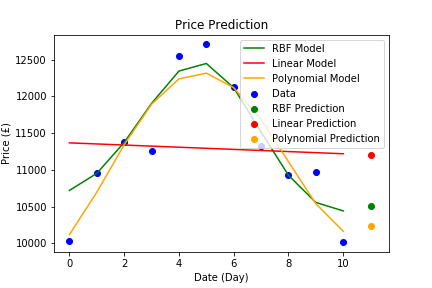 Price Prediction
Price (£)
12500
12000
11500
11000
10500
10000
RBF Model
Linear Model
Polynomial Model
Data
RBF Prediction
Linear Prediction
Polynomial Prediction
0 2 4 6 8 10
Date (Day)